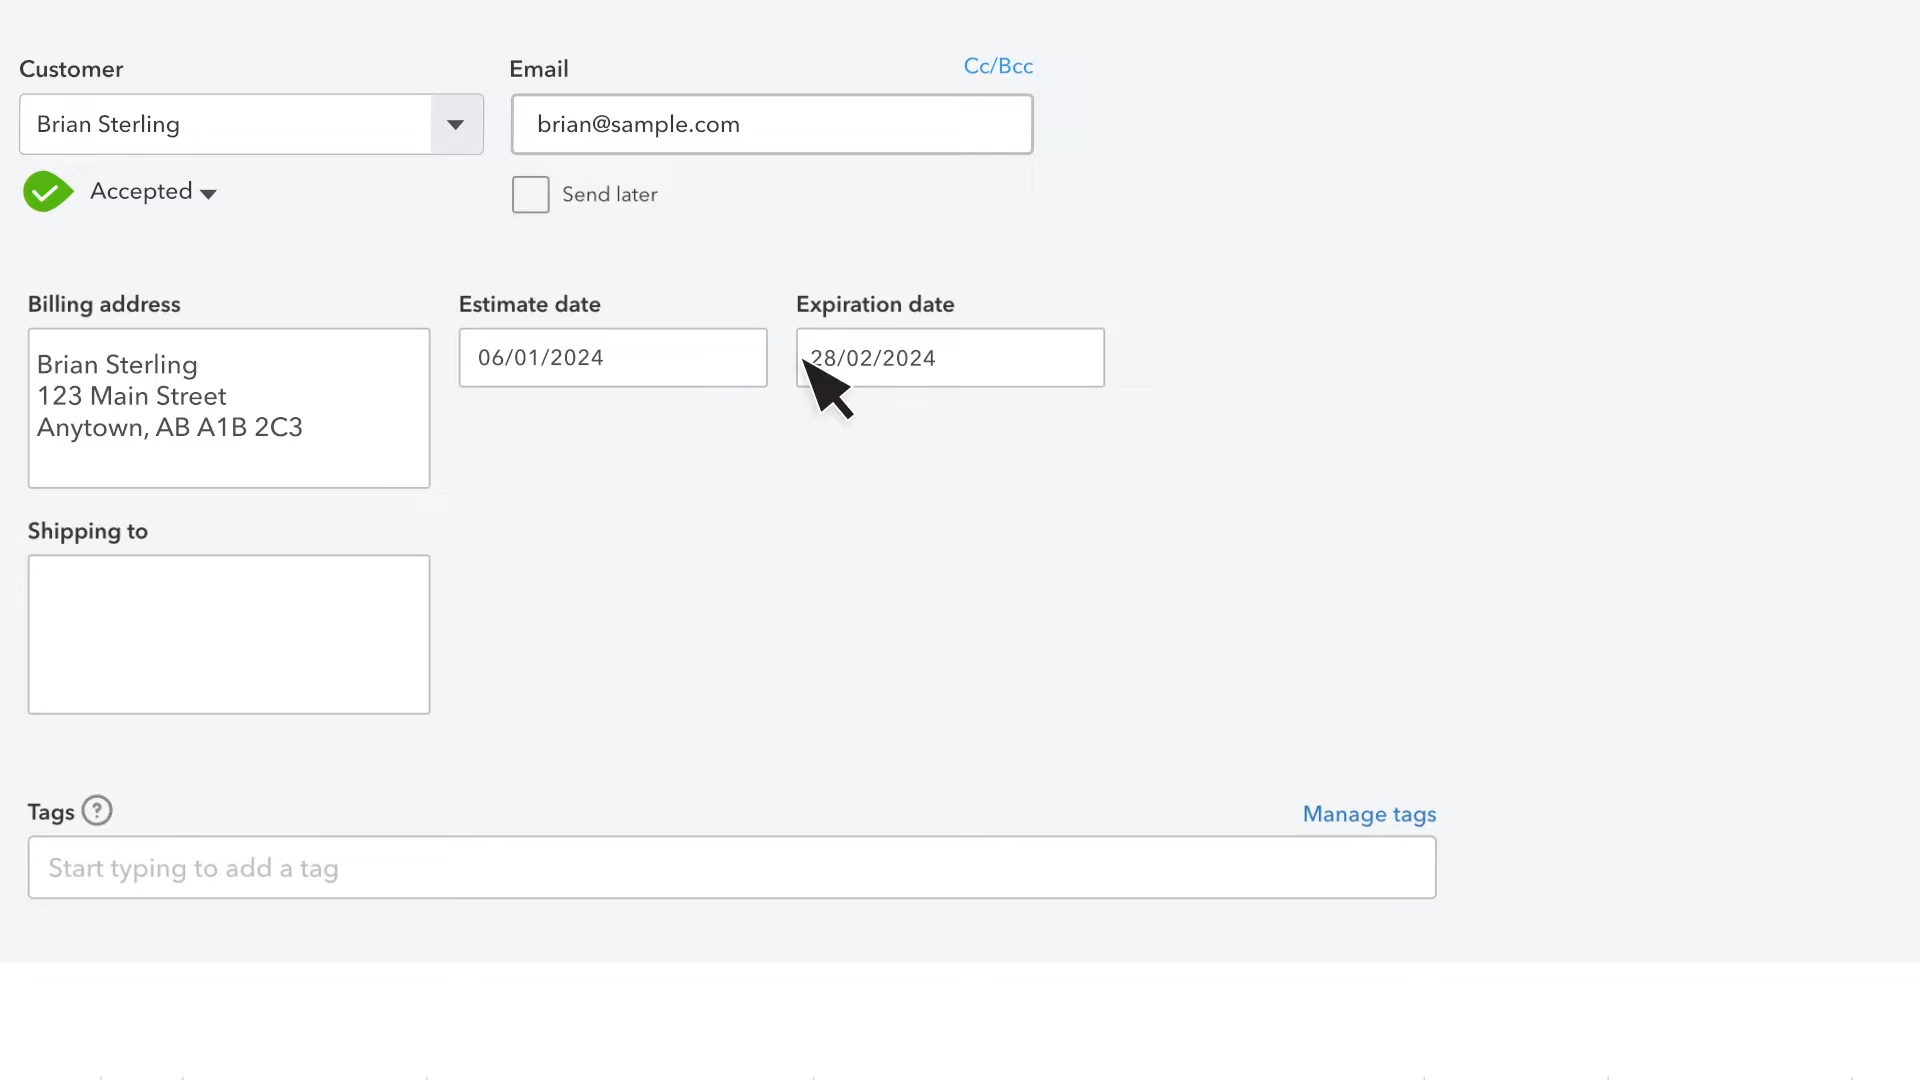 Customer
Email
Cc/Bcc
Brian Sterling
brian@sample.com
Accepted
Send later
Billing address
Estimate date
Expiration date
Brian Sterling
123 Main Street
Anytown, AB A1B 2C3
06/01/2024
28/02/2024
Shipping to
Tags ?
Manage tags
Start typing to add a tag